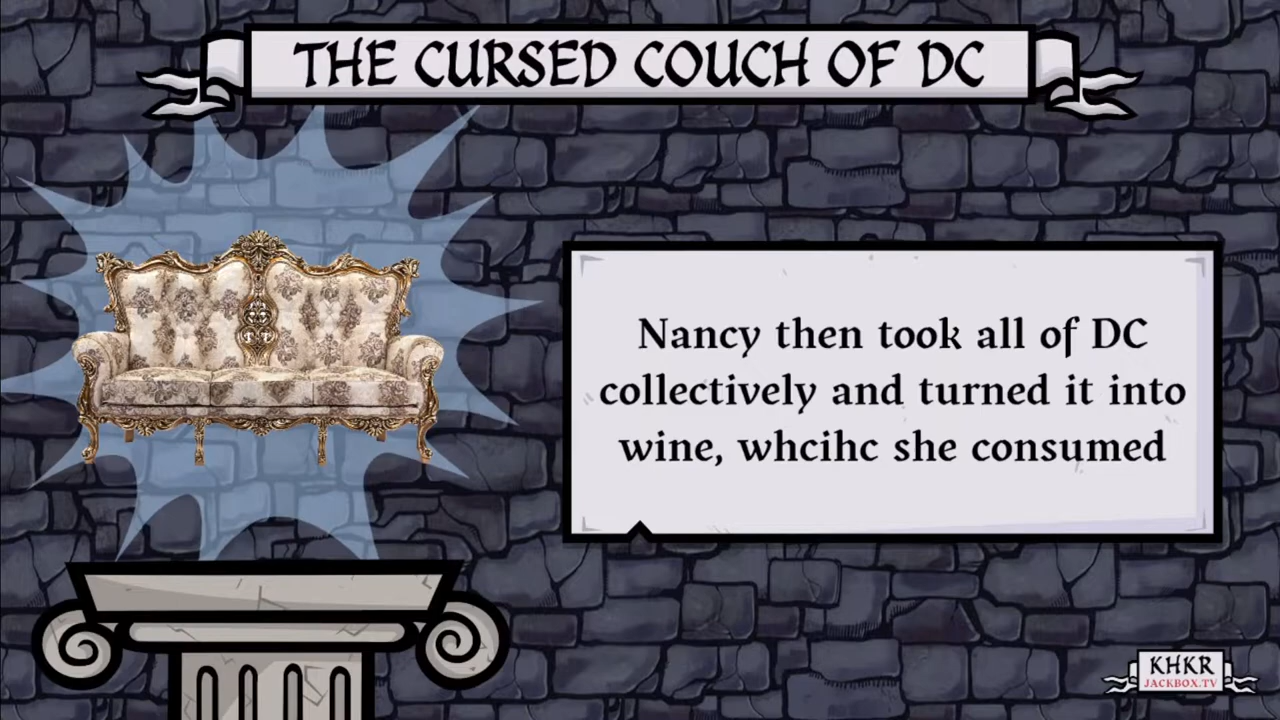 THE CURSED COUCH OF DC
Nancy then took all of DC
collectively and turned it into
wine, whcihc she consumed
KHKR
JACKBOX.TV